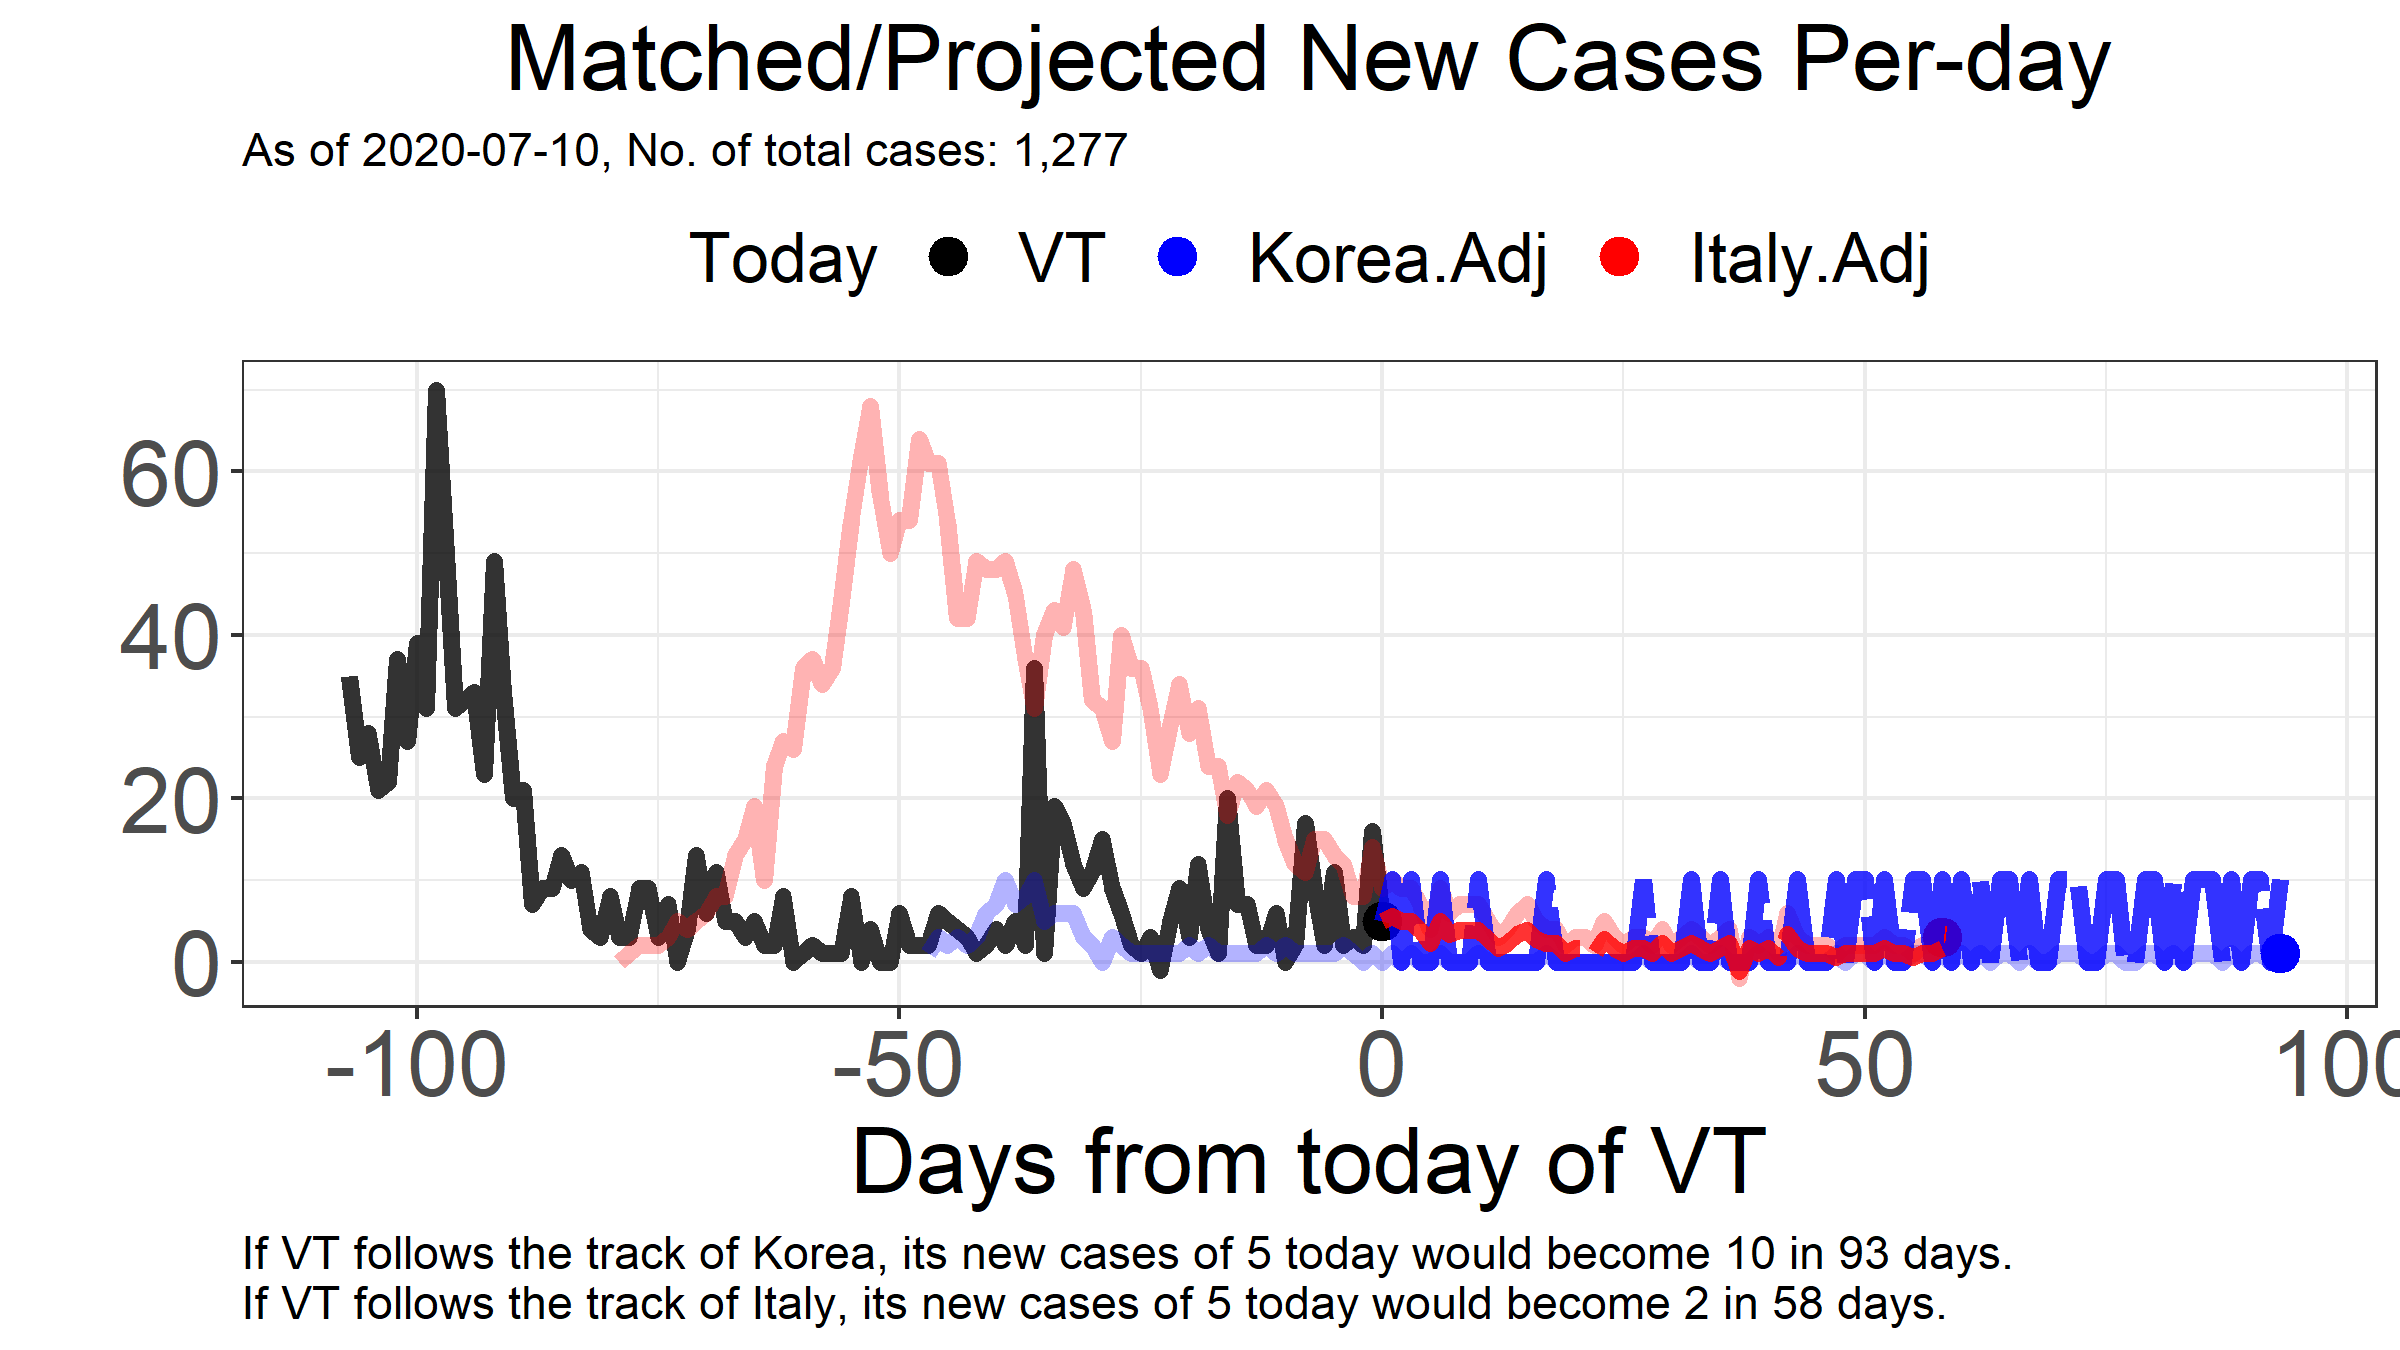 Matched/Projected New Cases Per-day
As of 2020-07-10, No. of total cases: 1,277
Today VT Korea.Adj Italy.Adj
60
40
20
0
-100 -50 0 50 100
Days from today of VT
If VT follows the track of Korea, its new cases of 5 today would become 10 in 93 days.
If VT follows the track of Italy, its new cases of 5 today would become 2 in 58 days.